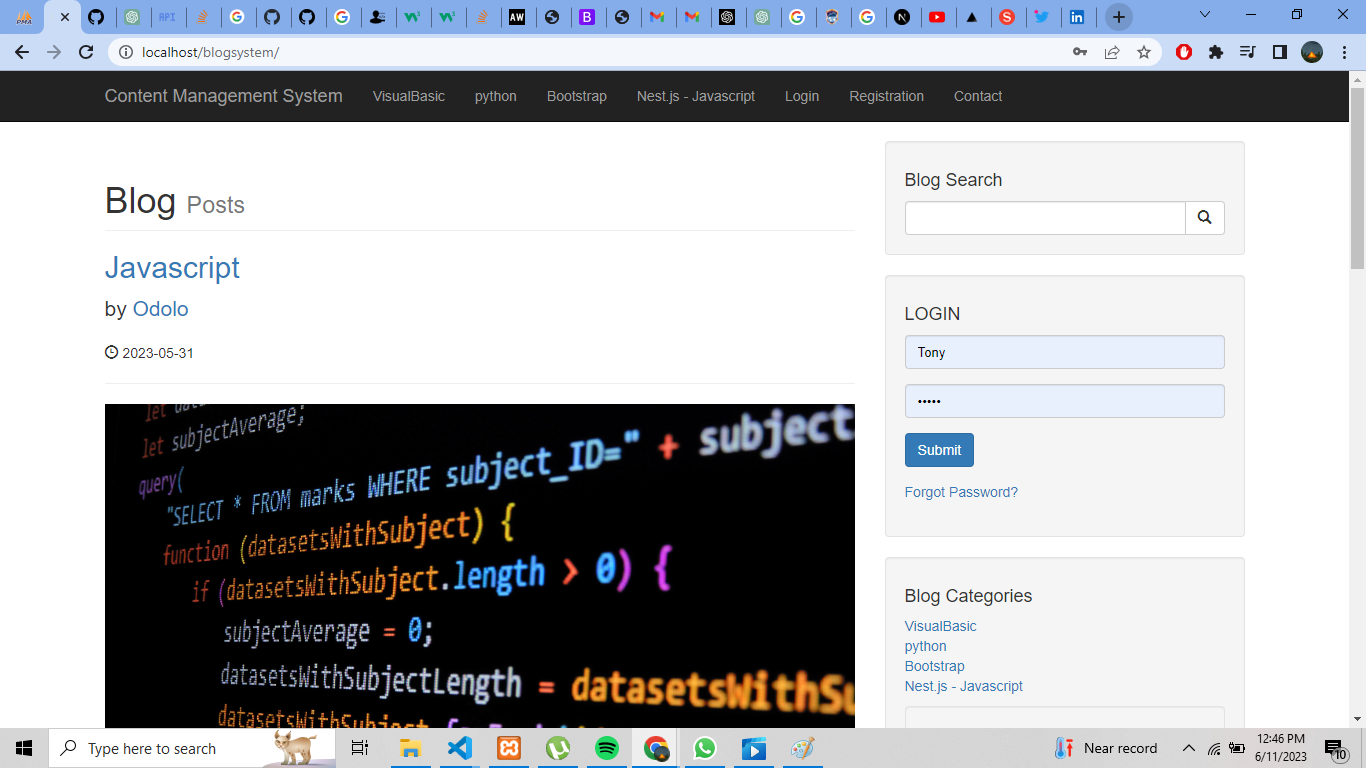 localhost/blogsystem/
Content Management System VisualBasic python Bootstrap Nest.js - Javascript Login Registration Contact
Blog Posts
Javascript
by Odolo
2023-05-31
let subjectAverage;
query(
"SELECT * FROM marks WHERE subject_ID=" + subject
function (datasetsWithSubject) {
if (datasetsWithSubject.length > 0) {
subjectAverage = 0;
datasetsWithSubjectLength = datasetsWithSu
datasetsWithSubject
Blog Search
LOGIN
Tony
•••••
Submit
Forgot Password?
Blog Categories
VisualBasic
python
Bootstrap
Nest.js - Javascript
Type here to search
Near record
12:46 PM
6/11/2023
10